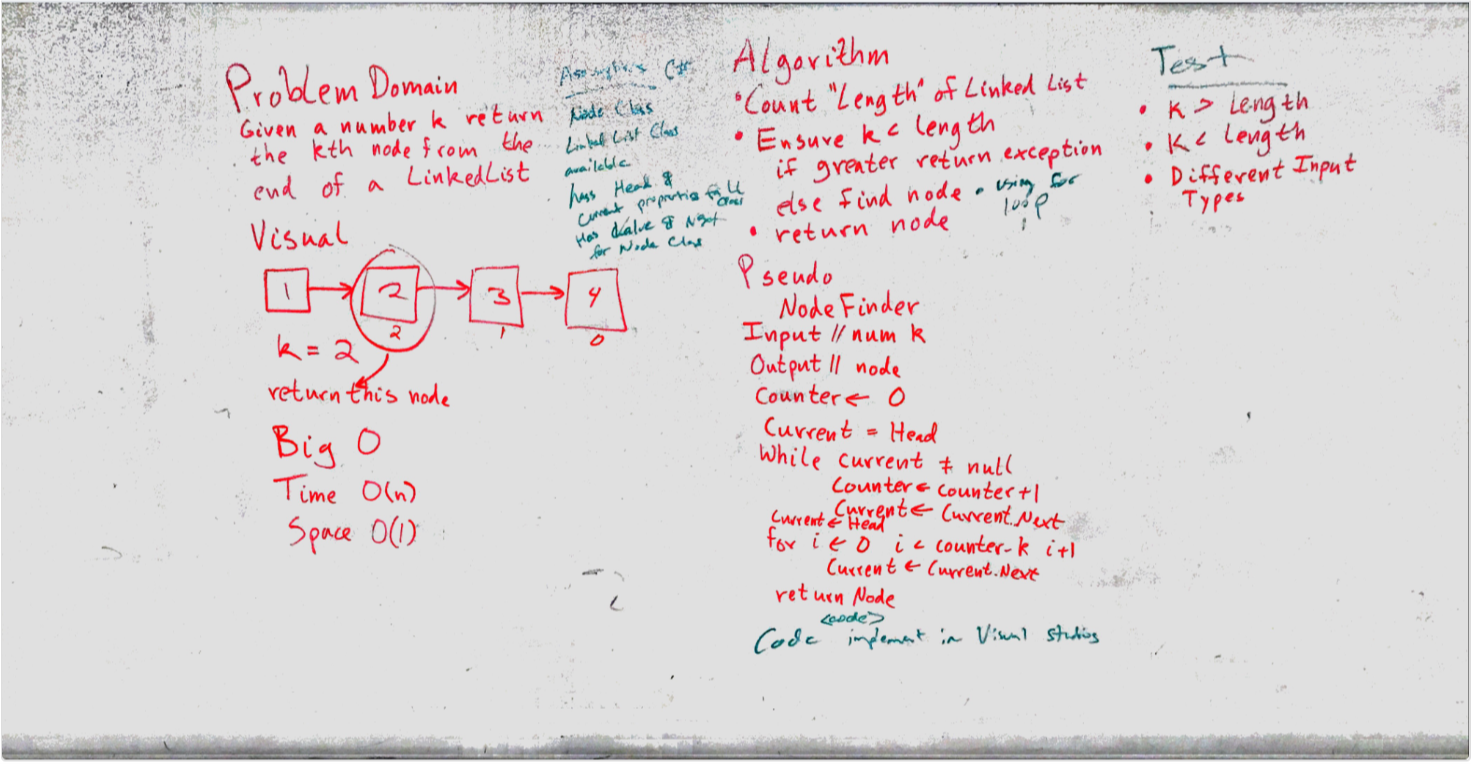 Problem Domain
Given a number k return
the kth node from the
end of a LinkedList
Visual
1 2 3 4
2 1 0
k = 2
return this node
Big O
Time O(n)
Space O(1)
Assumptions C#
Node Class
Linked List Class
available
has Head &
Current properties for LL
Class
Has Value & Next
for Node Class
Algorithm
• Count "Length" of Linked List
• Ensure k < length
if greater return exception
else find node • using for
loop
• return node
Pseudo
NodeFinder
Input // num k
Output // node
Counter ← 0
Current = Head
While current ≠ null
Counter ← counter+1
Current ← Current.Next
Current ← Head
for i ← 0 i < counter-k i+1
Current ← Current.Next
return Node
<code>
Code implement in Visual Studios
Test
• K > Length
• K < Length
• Different Input
Types